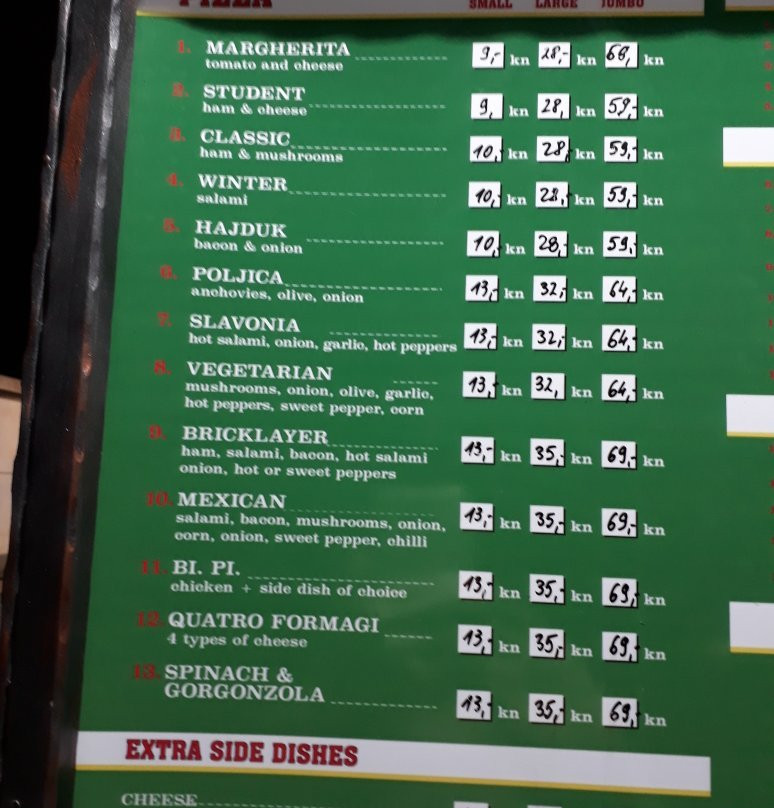 PIZZA SMALL LARGE JUMBO
1. MARGHERITA 9,- kn 28,- kn kn
tomato and cheese
2. STUDENT 9, kn 28, kn 59,- kn
ham & cheese
3. CLASSIC 10,- kn 28,- kn 59,- kn
ham & mushrooms
4. WINTER 10,- kn 28,- kn 59,- kn
salami
5. HAJDUK 10,- kn 28,- kn 59,- kn
bacon & onion
6. POLJICA 13,- kn 32,- kn 64,- kn
anchovies, olive, onion
7. SLAVONIA 13,- kn 32,- kn 64,- kn
hot salami, onion, garlic, hot peppers
8. VEGETARIAN 13,- kn 32, kn 64,- kn
mushrooms, onion, olive, garlic,
hot peppers, sweet pepper, corn
9. BRICKLAYER 13,- kn 35,- kn 69,- kn
ham, salami, bacon, hot salami
onion, hot or sweet peppers
10. MEXICAN 13,- kn 35,- kn 69,- kn
salami, bacon, mushrooms, onion,
corn, onion, sweet pepper, chilli
11. BI. PI. 13,- kn 35,- kn 69,- kn
chicken + side dish of choice
12. QUATRO FORMAGI 13,- kn 35,- kn 69,- kn
4 types of cheese
13. SPINACH &
GORGONZOLA 13,- kn 35,- kn 69,- kn
EXTRA SIDE DISHES
CHEESE